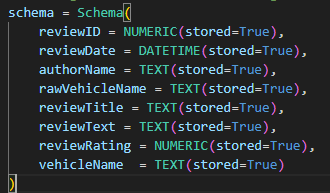 schema = Schema(
    reviewID = NUMERIC(stored=True),
    reviewDate = DATETIME(stored=True),
    authorName = TEXT(stored=True),
    rawVehicleName = TEXT(stored=True),
    reviewTitle = TEXT(stored=True),
    reviewText = TEXT(stored=True),
    reviewRating = NUMERIC(stored=True),
    vehicleName  = TEXT(stored=True)
)